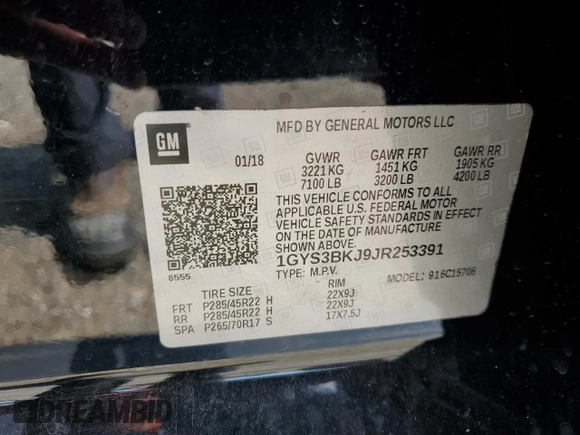 GM
MFD BY GENERAL MOTORS LLC
01/18 GVWR GAWR FRT GAWR RR
3221 KG 1451 KG 1905 KG
7100 LB 3200 LB 4200 LB
THIS VEHICLE CONFORMS TO ALL
APPLICABLE U.S. FEDERAL MOTOR
VEHICLE SAFETY STANDARDS IN EFFECT
ON THE DATE OF MANUFACTURE
SHOWN ABOVE.
1GYS3BKJ9JR253391
8555
TYPE: M.P.V. MODEL: 916C15706
TIRE SIZE RIM
FRT P285/45R22 H 22X9J
RR P285/45R22 H 22X9J
SPA P265/70R17 S 17X7.5J
DREAMBID